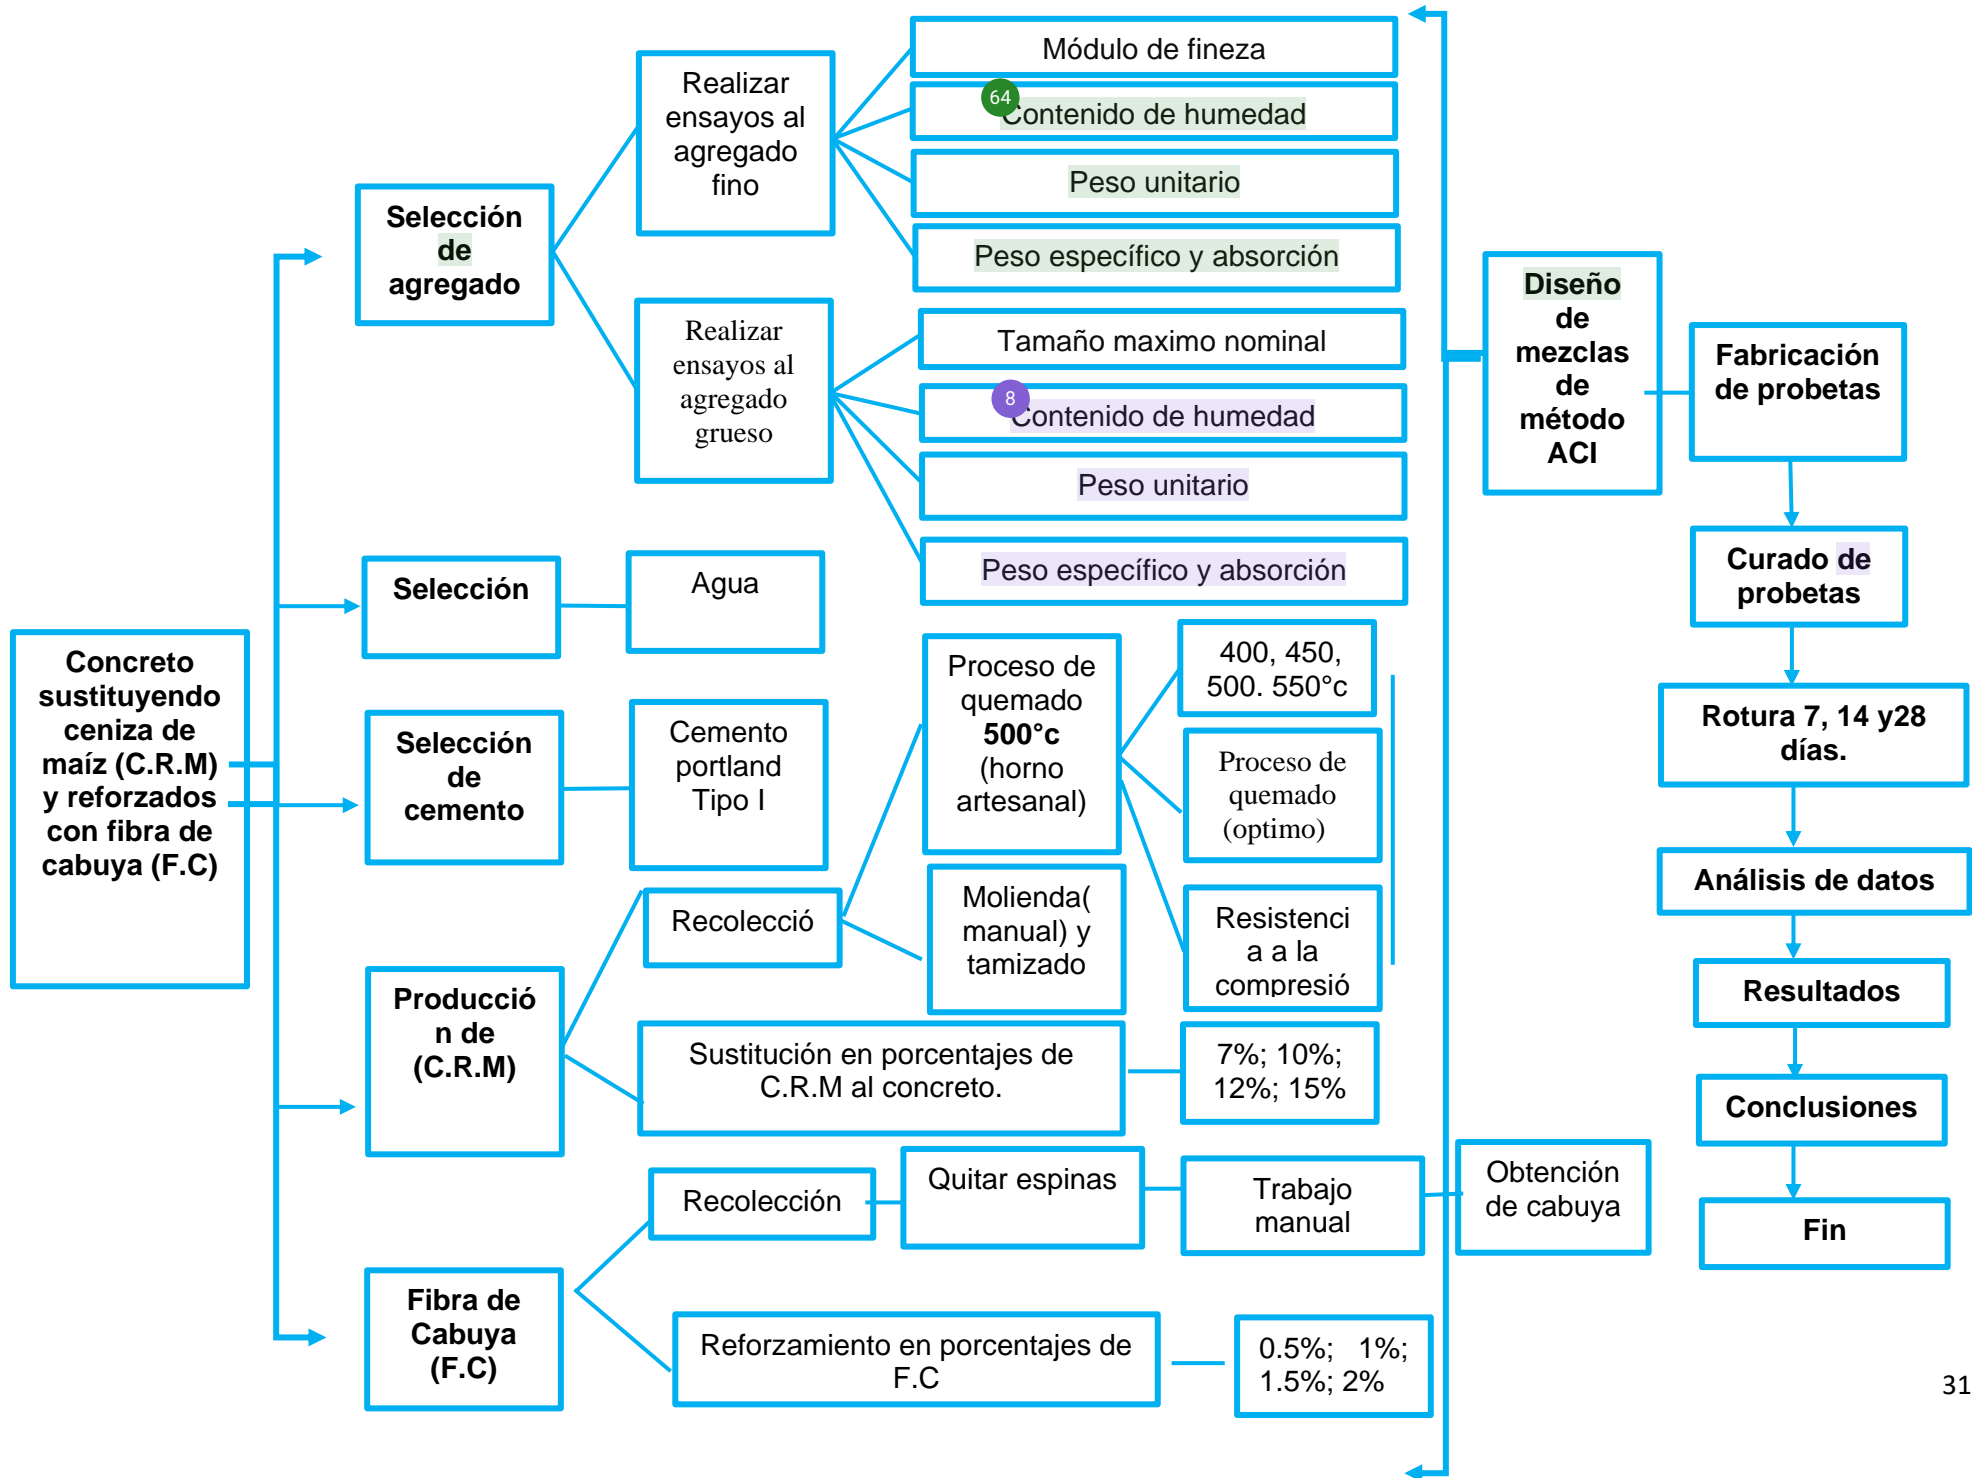 Concreto
sustituyendo
ceniza de
maíz (C.R.M)
y reforzados
con fibra de
cabuya (F.C)
Selección
de
agregado
Realizar
ensayos al
agregado
fino
Módulo de fineza
64
Contenido de humedad
Peso unitario
Peso específico y absorción
Realizar
ensayos al
agregado
grueso
Tamaño maximo nominal
8
Contenido de humedad
Peso unitario
Peso específico y absorción
Selección
Agua
Selección
de
cemento
Cemento
portland
Tipo I
Producció
n de
(C.R.M)
Recolecció
Proceso de
quemado
500°c
(horno
artesanal)
400, 450,
500. 550°c
Proceso de
quemado
(optimo)
Resistenci
a a la
compresió
Molienda(
manual) y
tamizado
Sustitución en porcentajes de
C.R.M al concreto.
7%; 10%;
12%; 15%
Fibra de
Cabuya
(F.C)
Recolección
Quitar espinas
Trabajo
manual
Obtención
de cabuya
Reforzamiento en porcentajes de
F.C
0.5%; 1%;
1.5%; 2%
Diseño
de
mezclas
de
método
ACI
Fabricación
de probetas
Curado de
probetas
Rotura 7, 14 y28
días.
Análisis de datos
Resultados
Conclusiones
Fin
31